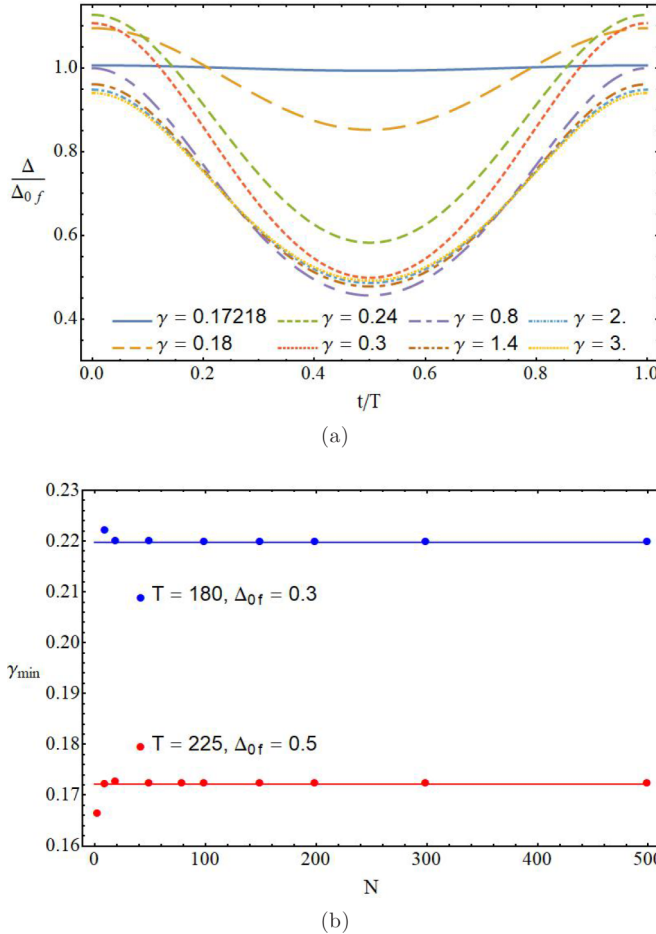 1.0
0.8
Δ
Δ0 f
0.6
0.4
γ = 0.17218 γ = 0.24 γ = 0.8 γ = 2.
γ = 0.18 γ = 0.3 γ = 1.4 γ = 3.
0.0 0.2 0.4 0.6 0.8 1.0
t/T
(a)
0.23
0.22
0.21
T = 180, Δ0 f = 0.3
0.20
γmin
0.19
0.18
T = 225, Δ0 f = 0.5
0.17
0.16
0 100 200 300 400 500
N
(b)